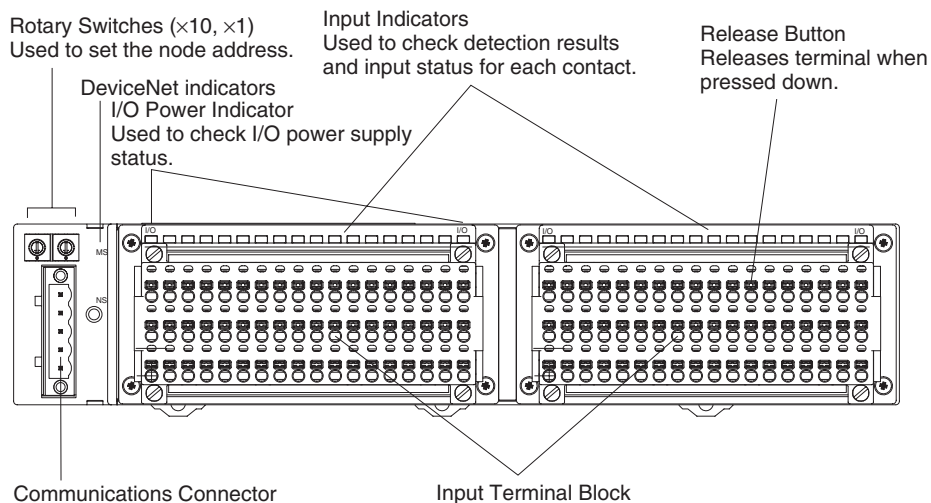 Rotary Switches (×10, ×1)
Used to set the node address.
DeviceNet indicators
I/O Power Indicator
Used to check I/O power supply
status.
Input Indicators
Used to check detection results
and input status for each contact.
Release Button
Releases terminal when
pressed down.
I/O I/O I/O I/O
MS
NS
Communications Connector
Input Terminal Block